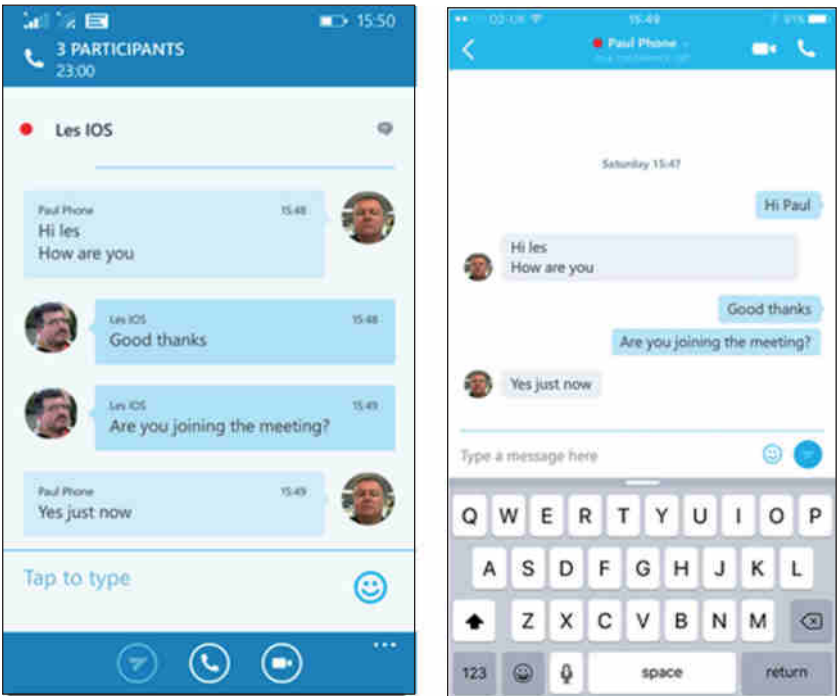 15:50
3 PARTICIPANTS
23:00
Les IOS
Paul Phone 15:48
Hi les
How are you
Les IOS 15:48
Good thanks
Les IOS 15:49
Are you joining the meeting?
Paul Phone 15:49
Yes just now
Tap to type
O2-UK 15:49 91%
Paul Phone
Saturday 15:47
Hi Paul
Hi les
How are you
Good thanks
Are you joining the meeting?
Yes just now
Type a message here
Q W E R T Y U I O P
A S D F G H J K L
Z X C V B N M
123 space return